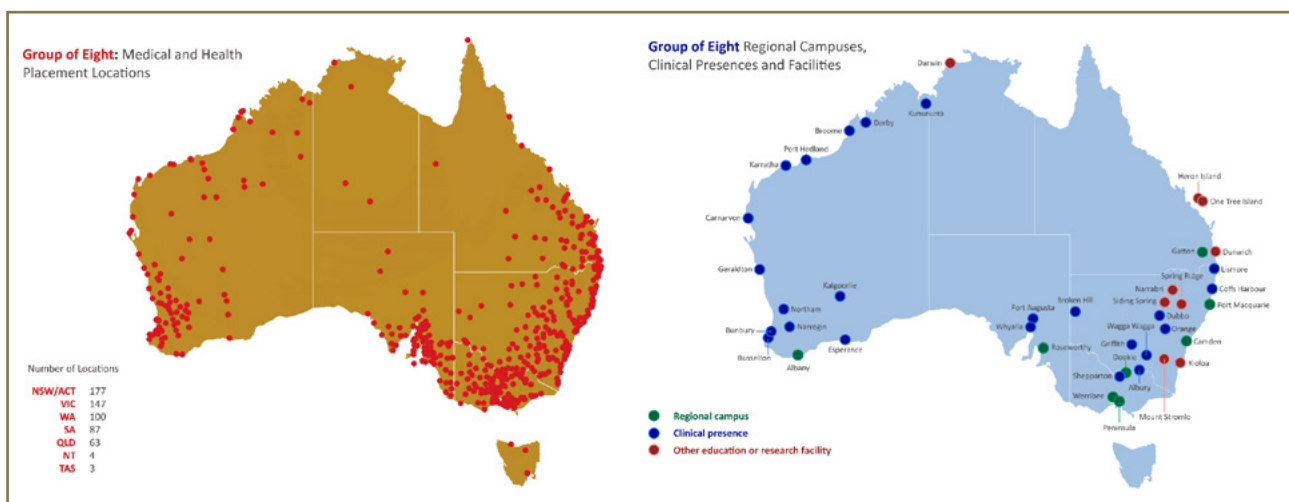 Group of Eight: Medical and Health
Placement Locations
Number of Locations
NSW/ACT 177
VIC 147
WA 100
SA 87
QLD 63
NT 4
TAS 3
Group of Eight Regional Campuses,
Clinical Presences and Facilities
Darwin
Kununurra
Derby
Broome
Port Hedland
Karratha
Heron Island
One Tree Island
Carnarvon
Gatton
Dunwich
Geraldton
Lismore
Spring Ridge
Kalgoorlie
Narrabri
Coffs Harbour
Siding Spring
Port Macquarie
Northam
Port Augusta
Broken Hill
Dubbo
Bunbury
Narrogin
Whyalla
Wagga Wagga
Orange
Busselton
Esperance
Griffith
Camden
Albany
Roseworthy
Dookie
Kioloa
Shepparton
Albury
Werribee
Mount Stromlo
Peninsula
Regional campus
Clinical presence
Other education or research facility